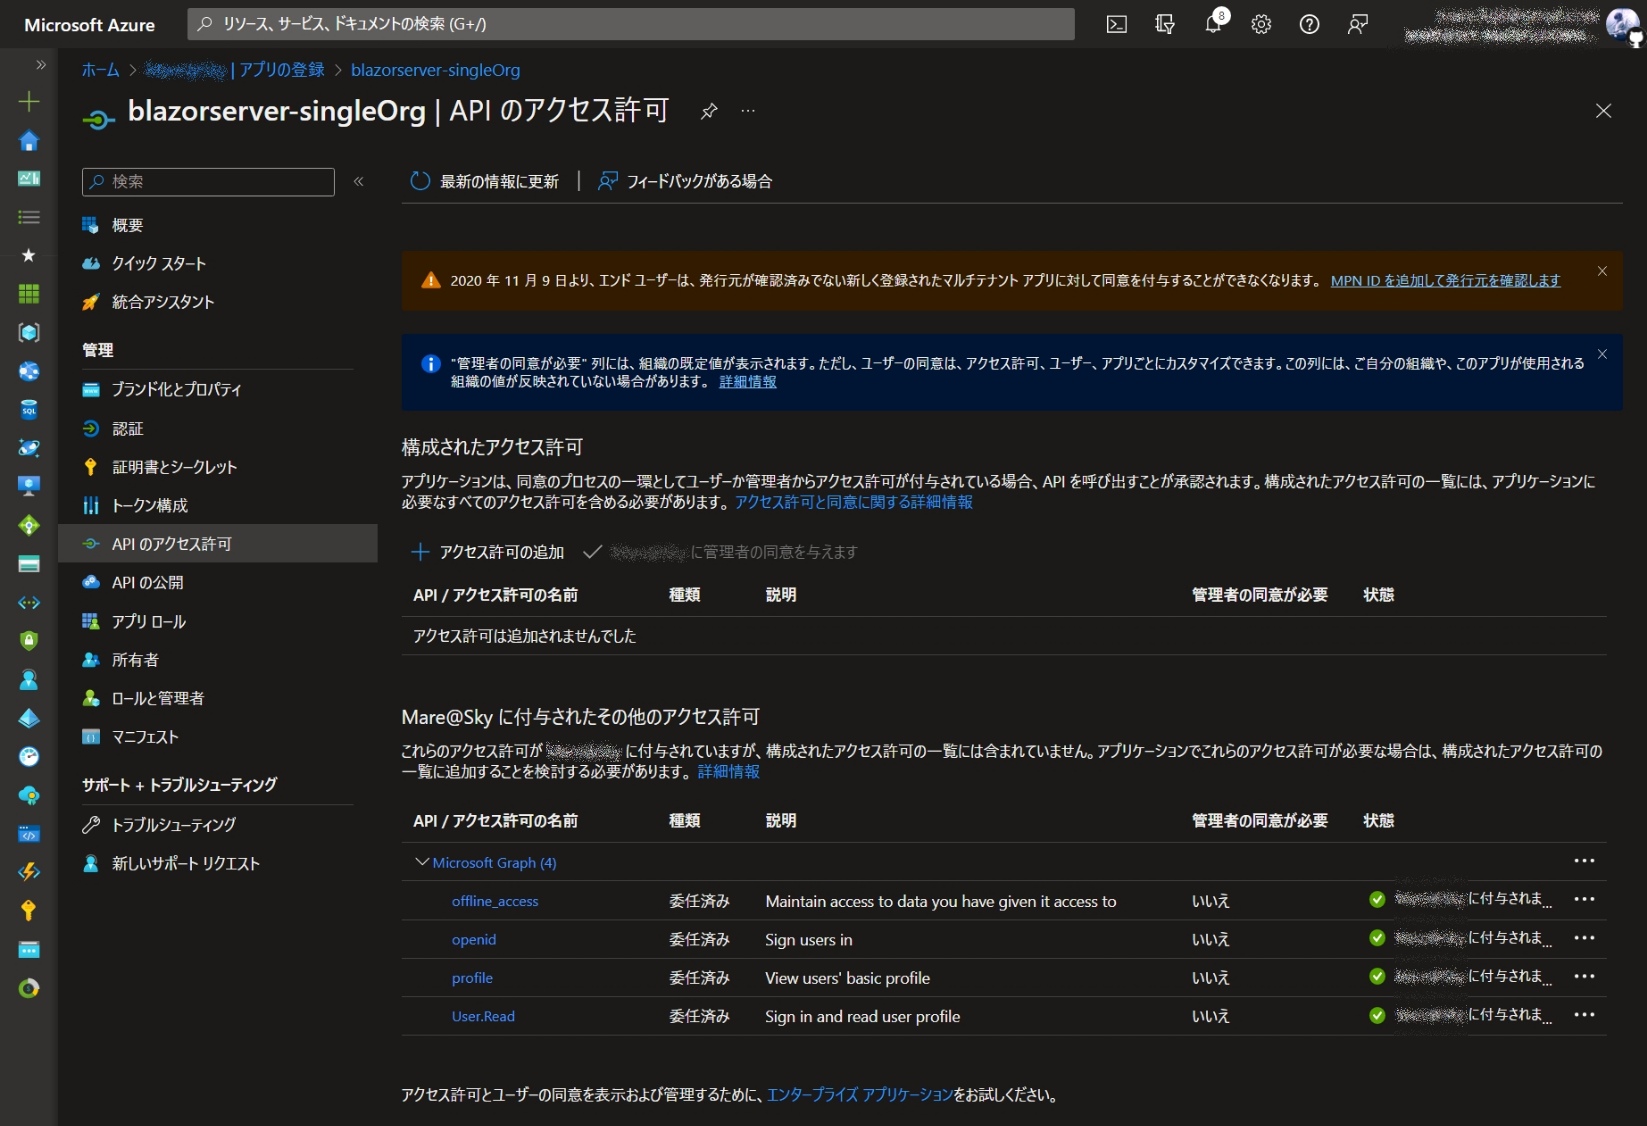 Microsoft Azure
リソース、サービス、ドキュメントの検索 (G+/)
8
ホーム > | アプリの登録 > blazorserver-singleOrg
blazorserver-singleOrg | API のアクセス許可
検索
概要
クイック スタート
統合アシスタント
管理
ブランド化とプロパティ
認証
証明書とシークレット
トークン構成
API のアクセス許可
API の公開
アプリ ロール
所有者
ロールと管理者
マニフェスト
サポート + トラブルシューティング
トラブルシューティング
新しいサポート リクエスト
最新の情報に更新 | フィードバックがある場合
2020 年 11 月 9 日より、エンド ユーザーは、発行元が確認済みでない新しく登録されたマルチテナント アプリに対して同意を付与することができなくなります。 MPN ID を追加して発行元を確認します
"管理者の同意が必要" 列には、組織の既定値が表示されます。ただし、ユーザーの同意は、アクセス許可、ユーザー、アプリごとにカスタマイズできます。この列には、ご自分の組織や、このアプリが使用される
組織の値が反映されていない場合があります。 詳細情報
構成されたアクセス許可
アプリケーションは、同意のプロセスの一環としてユーザーか管理者からアクセス許可が付与されている場合、API を呼び出すことが承認されます。構成されたアクセス許可の一覧には、アプリケーションに
必要なすべてのアクセス許可を含める必要があります。 アクセス許可と同意に関する詳細情報
アクセス許可の追加 に管理者の同意を与えます
API / アクセス許可の名前 種類 説明 管理者の同意が必要 状態
アクセス許可は追加されませんでした
Mare@Sky に付与されたその他のアクセス許可
これらのアクセス許可が に付与されていますが、構成されたアクセス許可の一覧には含まれていません。アプリケーションでこれらのアクセス許可が必要な場合は、構成されたアクセス許可の
一覧に追加することを検討する必要があります。 詳細情報
API / アクセス許可の名前 種類 説明 管理者の同意が必要 状態
Microsoft Graph (4)
offline_access 委任済み Maintain access to data you have given it access to いいえ に付与されま...
openid 委任済み Sign users in いいえ に付与されま...
profile 委任済み View users' basic profile いいえ に付与されま...
User.Read 委任済み Sign in and read user profile いいえ に付与されま...
アクセス許可とユーザーの同意を表示および管理するために、エンタープライズ アプリケーションをお試しください。